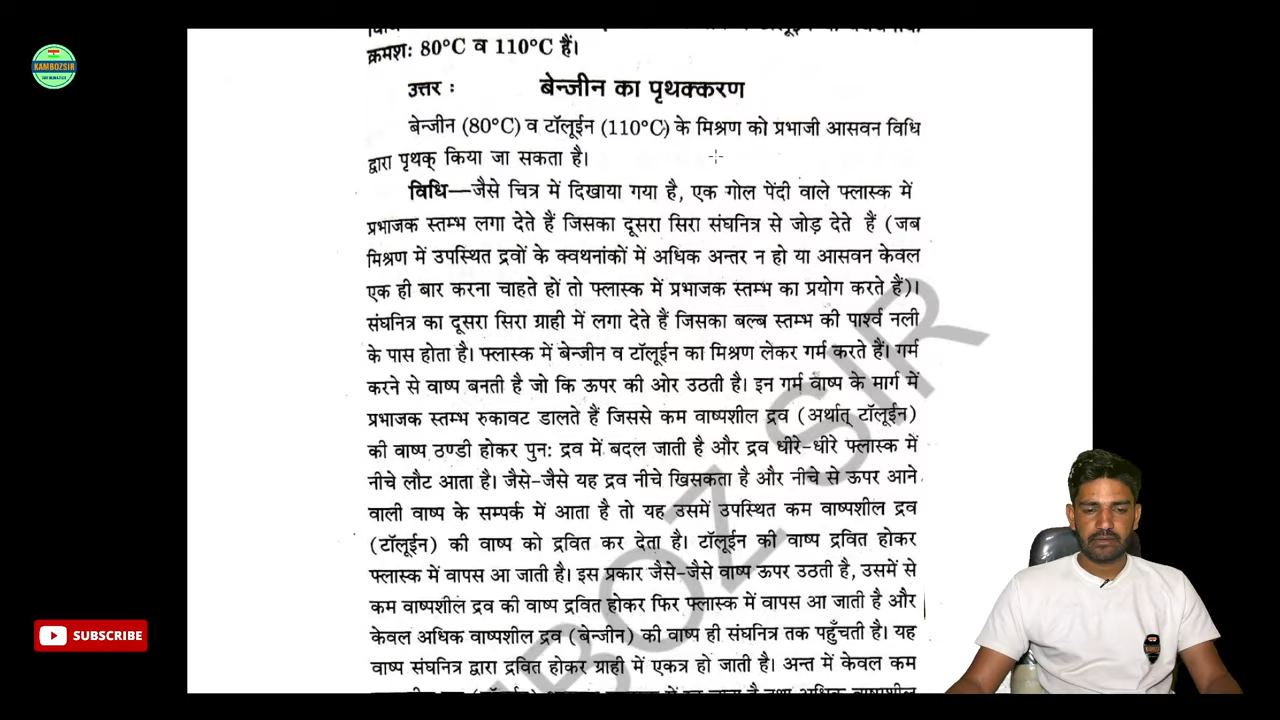 क्रमशः 80°C व 110°C हैं।
उत्तर : बेन्जीन का पृथक्करण
बेन्जीन (80°C) व टॉलूईन (110°C) के मिश्रण को प्रभाजी आसवन विधि
द्वारा पृथक् किया जा सकता है।
विधि—जैसे चित्र में दिखाया गया है, एक गोल पेंदी वाले फ्लास्क में
प्रभाजक स्तम्भ लगा देते हैं जिसका दूसरा सिरा संघनित्र से जोड़ देते हैं (जब
मिश्रण में उपस्थित द्रवों के क्वथनांकों में अधिक अन्तर न हो या आसवन केवल
एक ही बार करना चाहते हों तो फ्लास्क में प्रभाजक स्तम्भ का प्रयोग करते हैं)।
संघनित्र का दूसरा सिरा ग्राही में लगा देते हैं जिसका बल्ब स्तम्भ की पार्श्व नली
के पास होता है। फ्लास्क में बेन्जीन व टॉलूईन का मिश्रण लेकर गर्म करते हैं। गर्म
करने से वाष्प बनती है जो कि ऊपर की ओर उठती है। इन गर्म वाष्प के मार्ग में
प्रभाजक स्तम्भ रुकावट डालते हैं जिससे कम वाष्पशील द्रव (अर्थात् टॉलूईन)
की वाष्प ठण्डी होकर पुनः द्रव में बदल जाती है और द्रव धीरे-धीरे फ्लास्क में
नीचे लौट आता है। जैसे-जैसे यह द्रव नीचे खिसकता है और नीचे से ऊपर आने
वाली वाष्प के सम्पर्क में आता है तो यह उसमें उपस्थित कम वाष्पशील द्रव
(टॉलूईन) की वाष्प को द्रवित कर देता है। टॉलूईन की वाष्प द्रवित होकर
फ्लास्क में वापस आ जाती है। इस प्रकार जैसे-जैसे वाष्प ऊपर उठती है, उसमें से
कम वाष्पशील द्रव की वाष्प द्रवित होकर फिर फ्लास्क में वापस आ जाती है और
केवल अधिक वाष्पशील द्रव (बेन्जीन) की वाष्प ही संघनित्र तक पहुँचती है। यह
वाष्प संघनित्र द्वारा द्रवित होकर ग्राही में एकत्र हो जाती है। अन्त में केवल कम
KAMBOZSIR
SUBSCRIBE
BOZ SIR